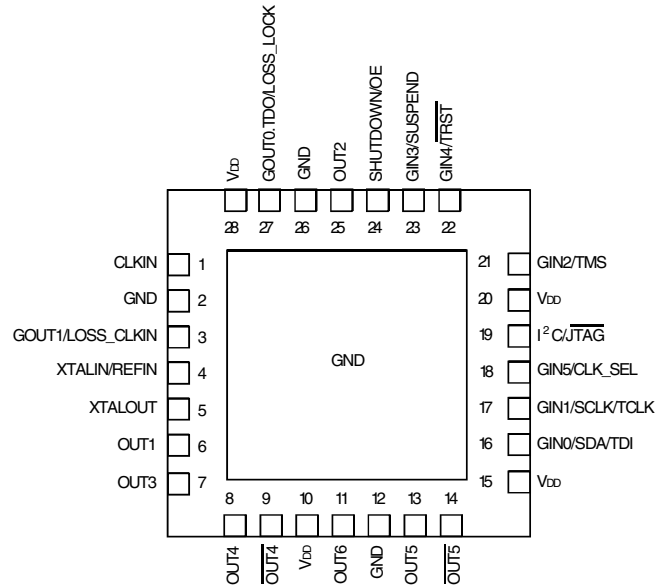 VDD
GOUT0.TDO/LOSS_LOCK
GND
OUT2
SHUTDOWN/OE
GIN3/SUSPEND
GIN4/TRST
28 27 26 25 24 23 22
CLKIN 1
GND 2
GOUT1/LOSS_CLKIN 3
XTALIN/REFIN 4
XTALOUT 5
OUT1 6
OUT3 7
GND
21 GIN2/TMS
20 VDD
19 I²C/JTAG
18 GIN5/CLK_SEL
17 GIN1/SCLK/TCLK
16 GIN0/SDA/TDI
15 VDD
8 9 10 11 12 13 14
OUT4
OUT4
VDD
OUT6
GND
OUT5
OUT5